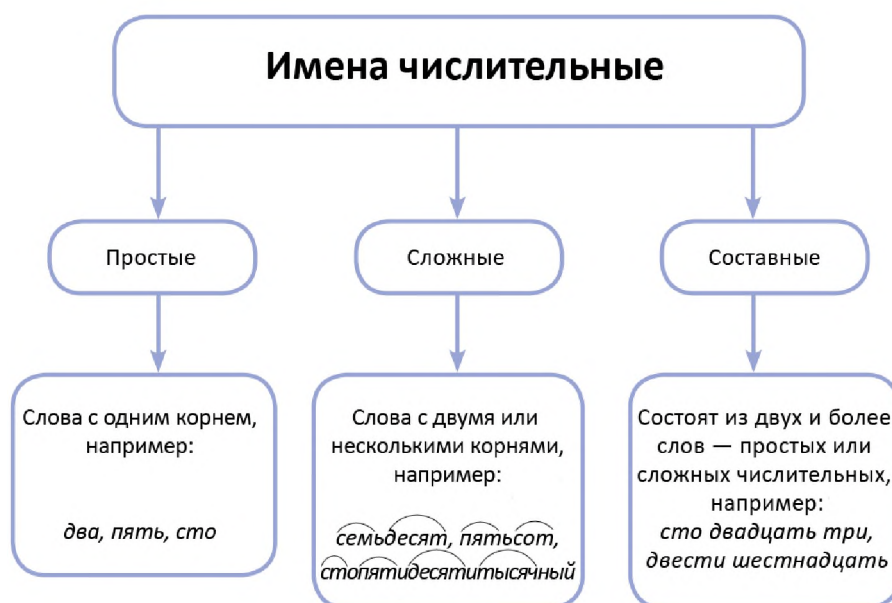 Имена числительные
Простые
Сложные
Составные
Слова с одним корнем,
например:
два, пять, сто
Слова с двумя или
несколькими корнями,
например:
семьдесят, пятьсот,
стопятидесятитысячный
Состоят из двух и более
слов — простых или
сложных числительных,
например:
сто двадцать три,
двести шестнадцать